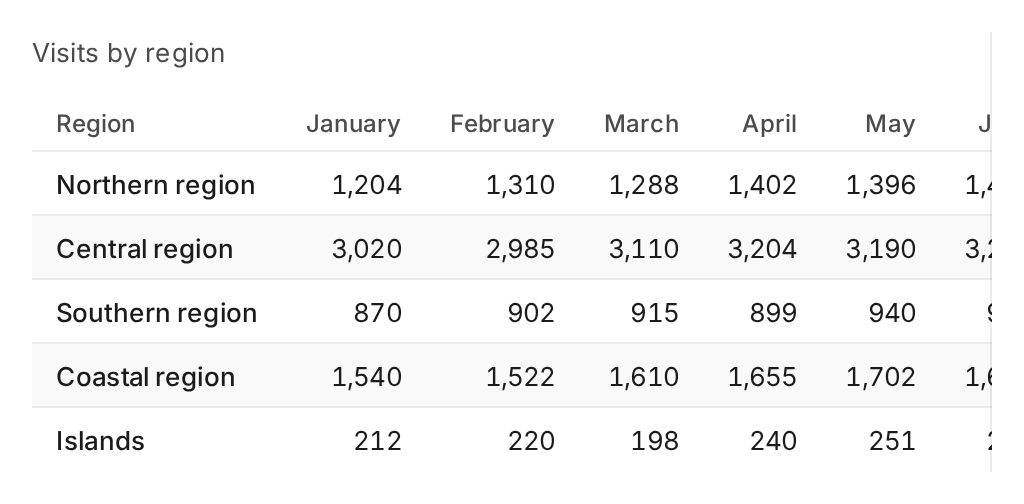 Visits by region
Region January February March April May
Northern region 1,204 1,310 1,288 1,402 1,396
Central region 3,020 2,985 3,110 3,204 3,190
Southern region 870 902 915 899 940
Coastal region 1,540 1,522 1,610 1,655 1,702
Islands 212 220 198 240 251